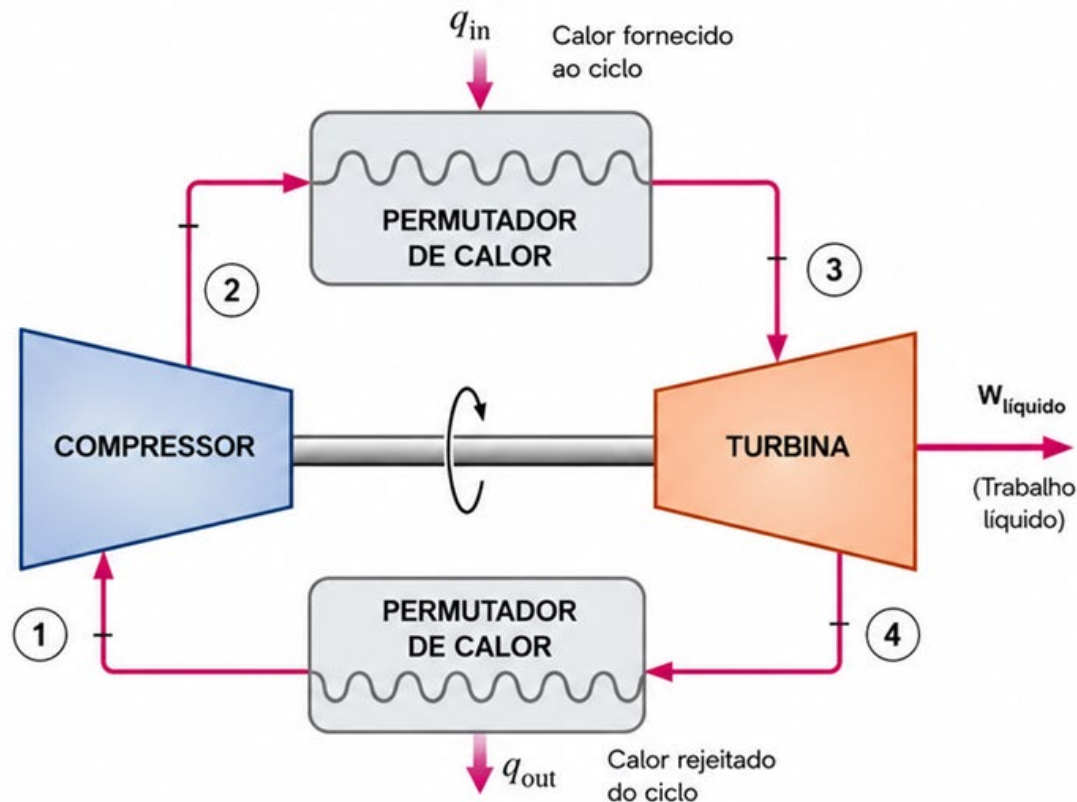 q_in
Calor fornecido
ao ciclo
PERMUTADOR
DE CALOR
2
3
COMPRESSOR
TURBINA
W_líquido
(Trabalho
líquido)
1
PERMUTADOR
DE CALOR
4
q_out
Calor rejeitado
do ciclo